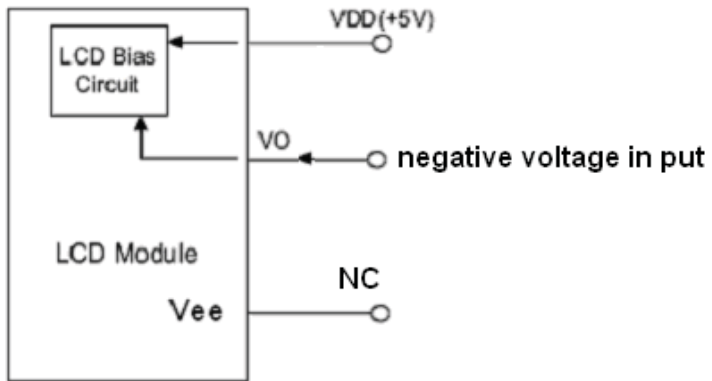 VDD(+5V)
LCD Bias
Circuit
VO
negative voltage in put
LCD Module
NC
Vee